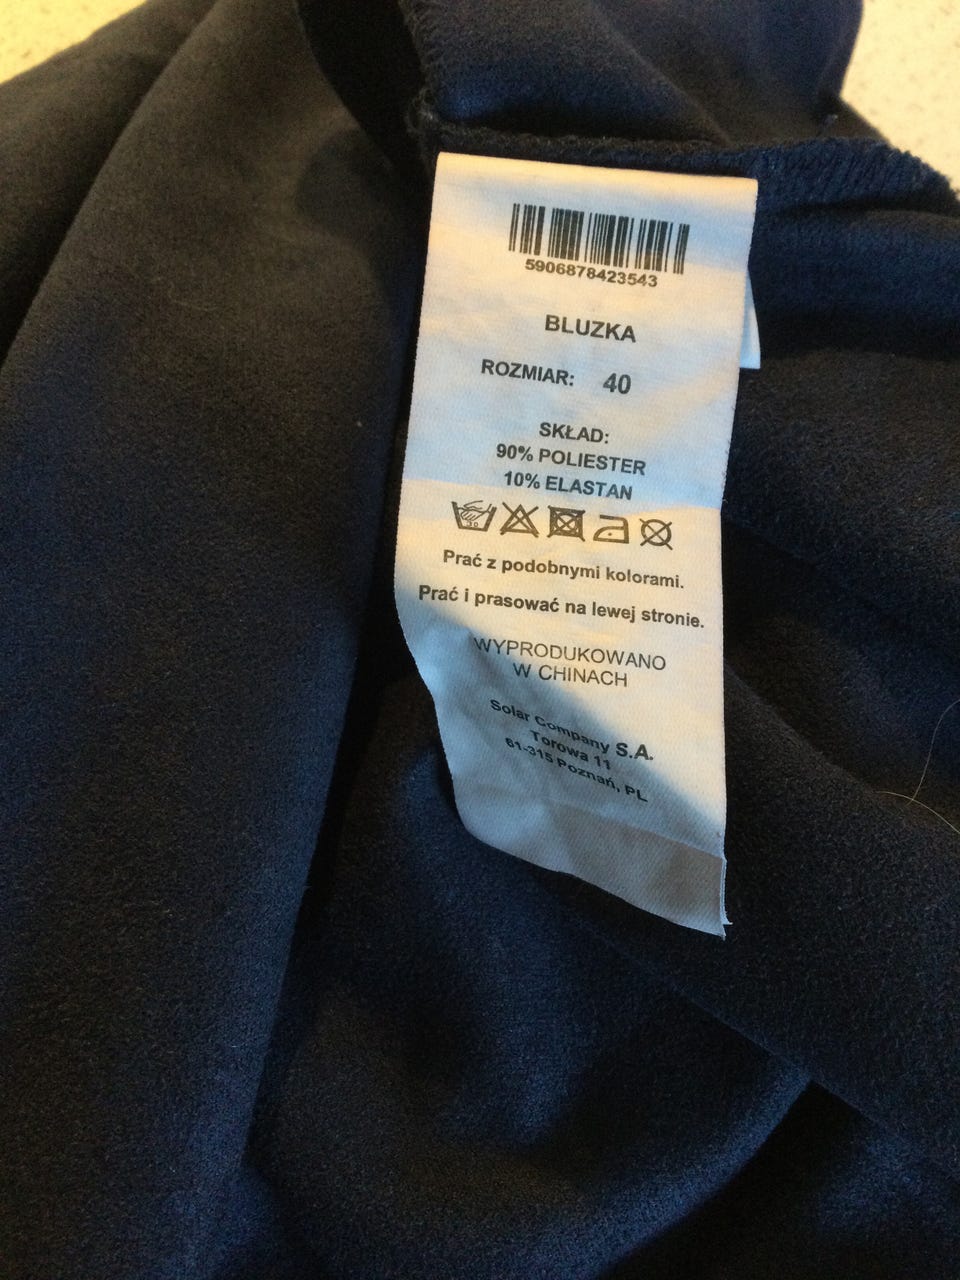 5906878423543
BLUZKA
ROZMIAR: 40
SKŁAD:
90% POLIESTER
10% ELASTAN
30
Prać z podobnymi kolorami.
Prać i prasować na lewej stronie.
WYPRODUKOWANO
W CHINACH
Solar Company S.A.
Torowa 11
61-315 Poznań, PL